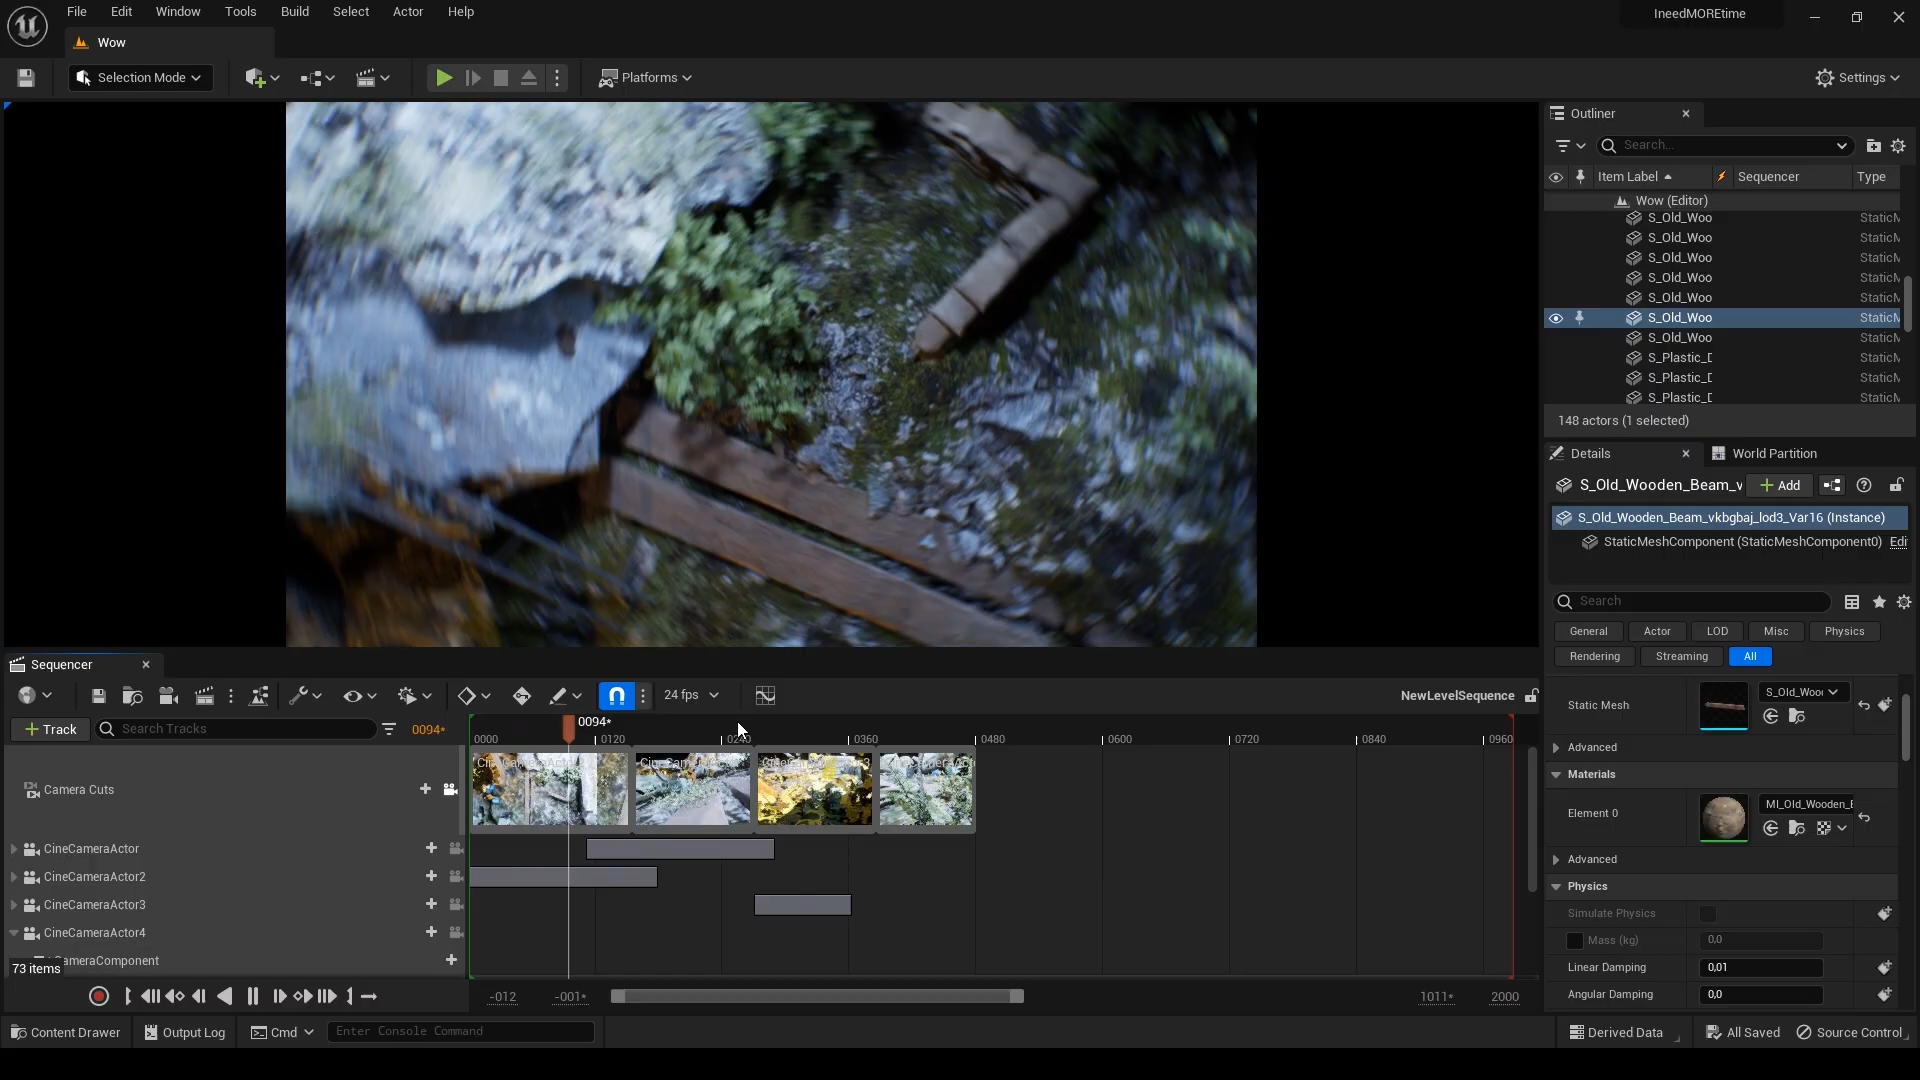 File Edit Window Tools Build Select Actor Help
IneedMOREtime
Wow
Selection Mode
Platforms
Settings
Outliner
Search...
Item Label
Sequencer
Type
Wow (Editor)
S_Old_Woo StaticM
S_Old_Woo StaticM
S_Old_Woo StaticM
S_Old_Woo StaticM
S_Old_Woo StaticM
S_Old_Woo StaticM
S_Old_Woo StaticM
S_Plastic_D StaticM
S_Plastic_D StaticM
S_Plastic_D StaticM
148 actors (1 selected)
Details
World Partition
S_Old_Wooden_Beam_v
Add
S_Old_Wooden_Beam_vkbgbaj_lod3_Var16 (Instance)
StaticMeshComponent (StaticMeshComponent0) Edi
Search
General Actor LOD Misc Physics
Rendering Streaming All
Static Mesh
S_Old_Woo
Advanced
Materials
Element 0
MI_Old_Wooden_B
Advanced
Physics
Simulate Physics
Mass (kg) 0,0
Linear Damping 0,01
Angular Damping 0,0
Sequencer
24 fps
NewLevelSequence
Track
Search Tracks
0094*
0094*
0000 0120 0240 0360 0480 0600 0720 0840 0960
Camera Cuts
CineCameraActor
CineCameraActor2
CineCameraActor3
CineCameraActor4
CameraComponent
73 items
-012 -001* 1011* 2000
Content Drawer
Output Log
Cmd
Enter Console Command
Derived Data
All Saved
Source Control